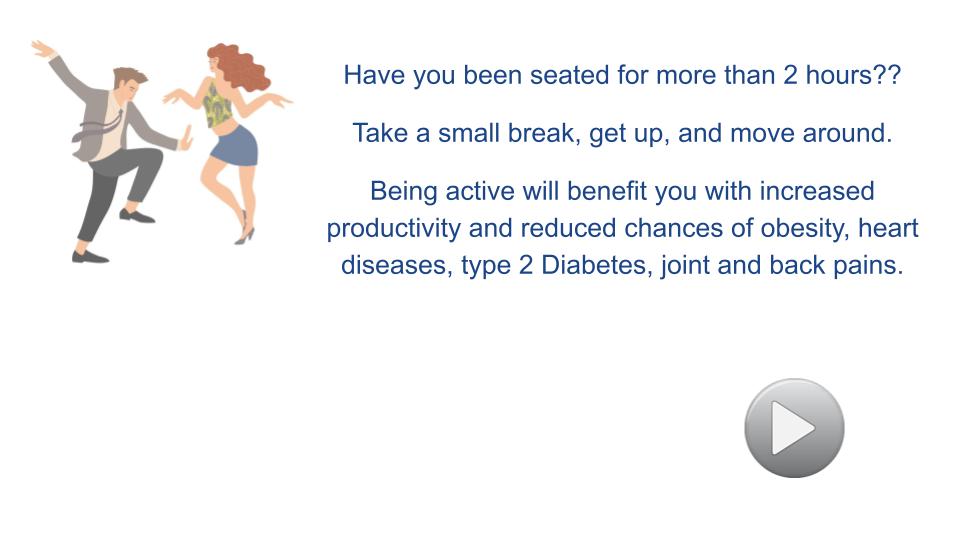 Have you been seated for more than 2 hours??
Take a small break, get up, and move around.
Being active will benefit you with increased
productivity and reduced chances of obesity, heart
diseases, type 2 Diabetes, joint and back pains.